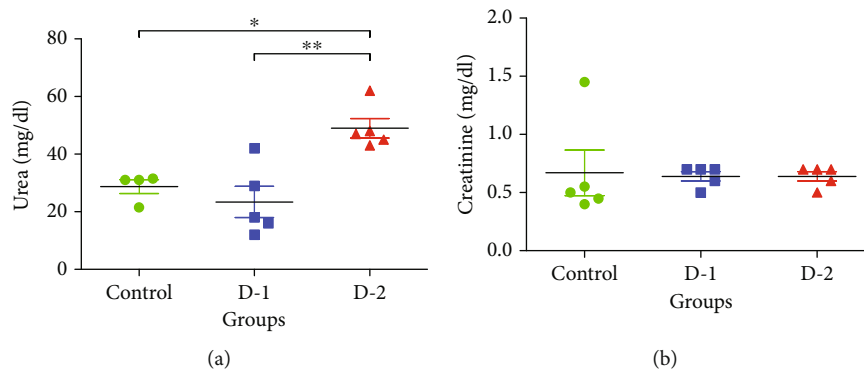 *
**
80
60
40
20
0
Urea (mg/dl)
Control D-1 D-2
Groups
(a)
2.0
1.5
1.0
0.5
0.0
Creatinine (mg/dl)
Control D-1 D-2
Groups
(b)